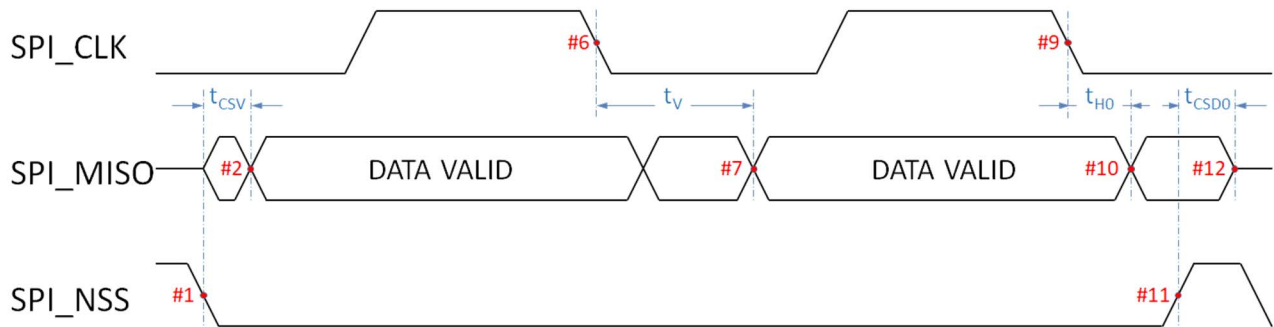 SPI_CLK #6 #9
tCSV tV tH0 tCSD0
SPI_MISO #2 DATA VALID #7 DATA VALID #10 #12
SPI_NSS #1 #11